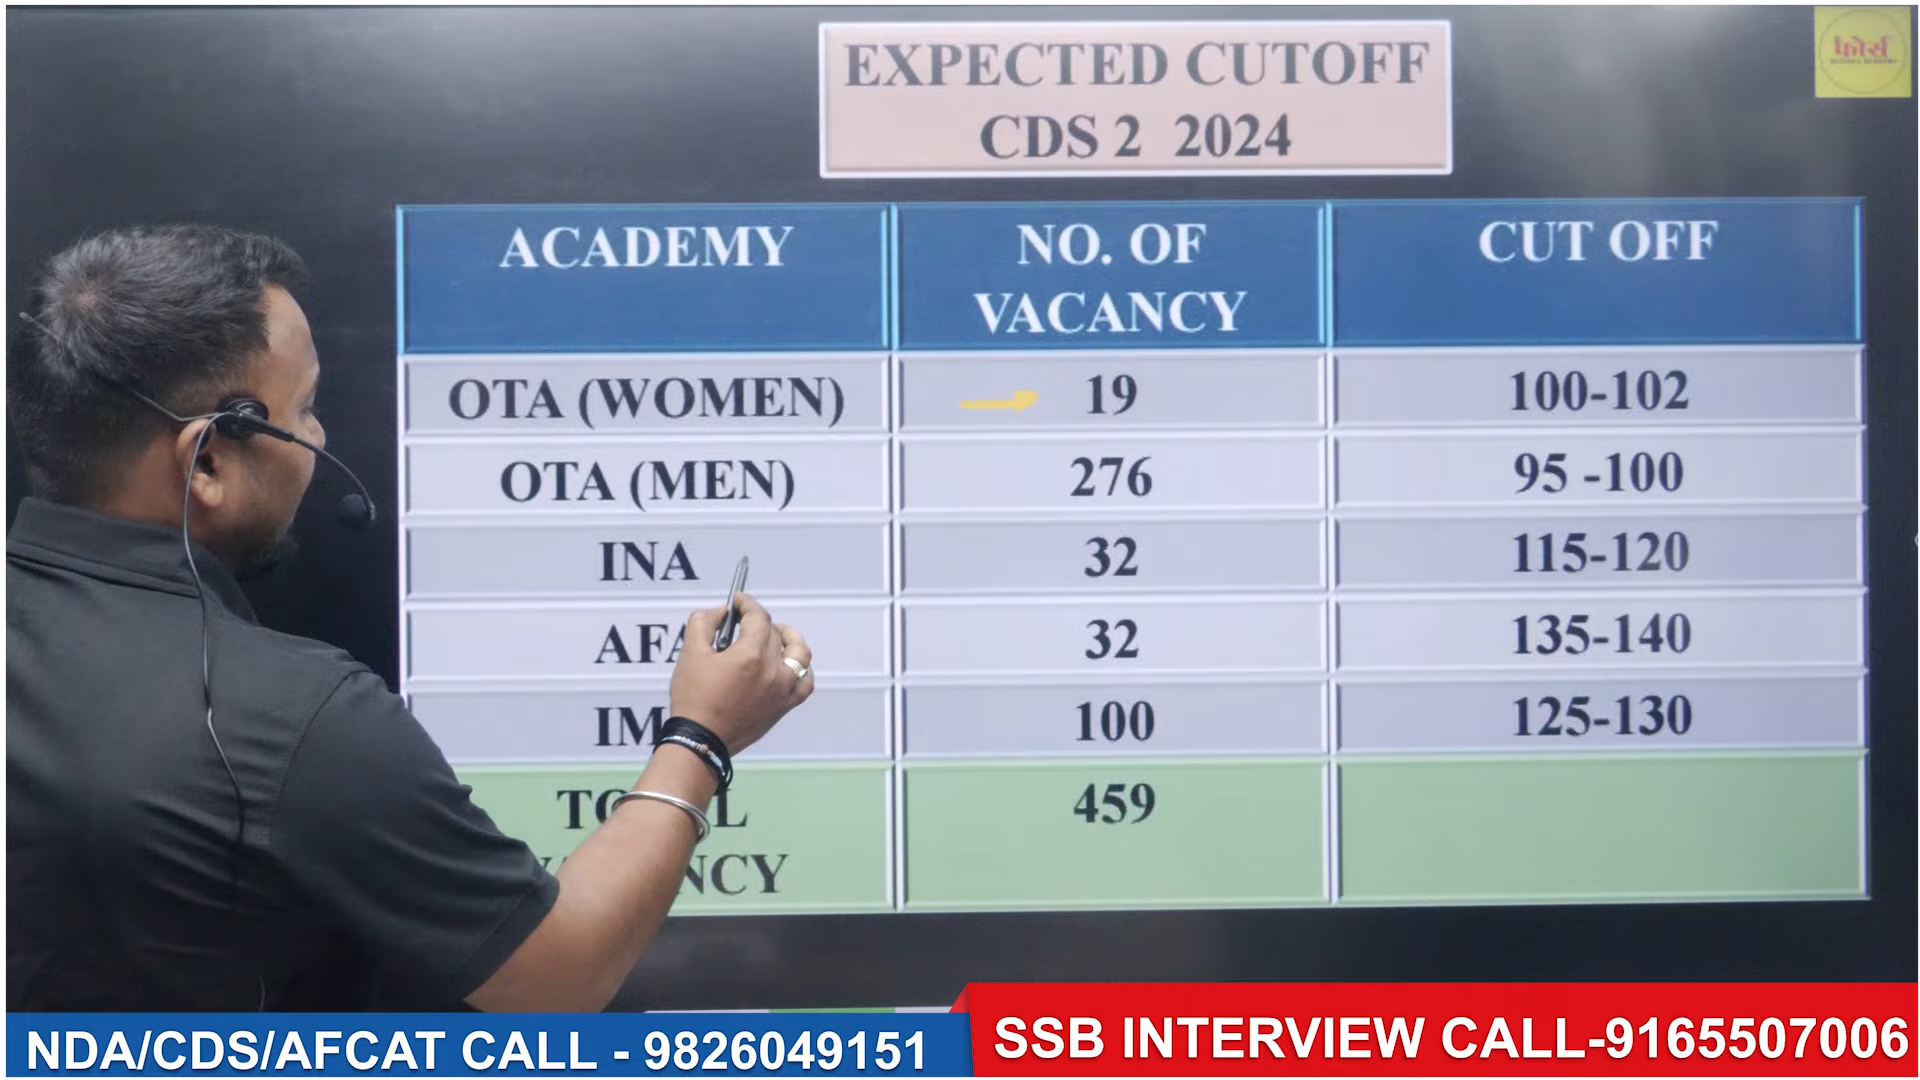 EXPECTED CUTOFF
CDS 2 2024
फोर्स
ACADEMY
NO. OF
VACANCY
CUT OFF
OTA (WOMEN)
19
100-102
OTA (MEN)
276
95 -100
INA
32
115-120
32
135-140
100
125-130
459
NDA/CDS/AFCAT CALL - 9826049151
SSB INTERVIEW CALL-9165507006